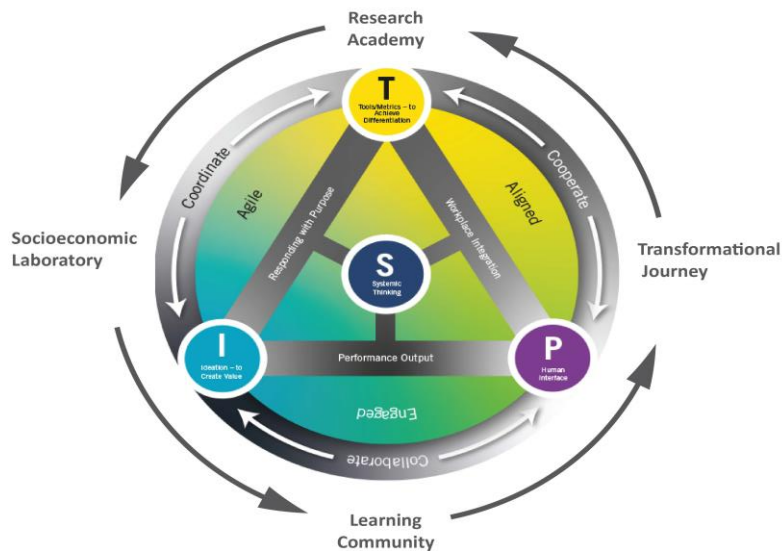 Research
Academy
T
Tools/Metrics – to
Achieve
Differentiation
Coordinate
Cooperate
Agile
Aligned
Responding with Purpose
Workplace Integration
Socioeconomic
Laboratory
Transformational
Journey
S
Systemic
Thinking
I
Ideation – to
Create Value
Performance Output
P
Human
Interface
Engaged
Collaborate
Learning
Community